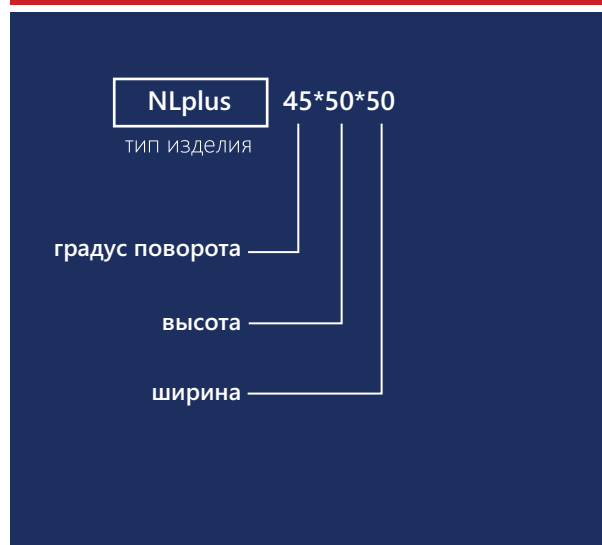 NLplus 45*50*50
тип изделия
градус поворота
высота
ширина